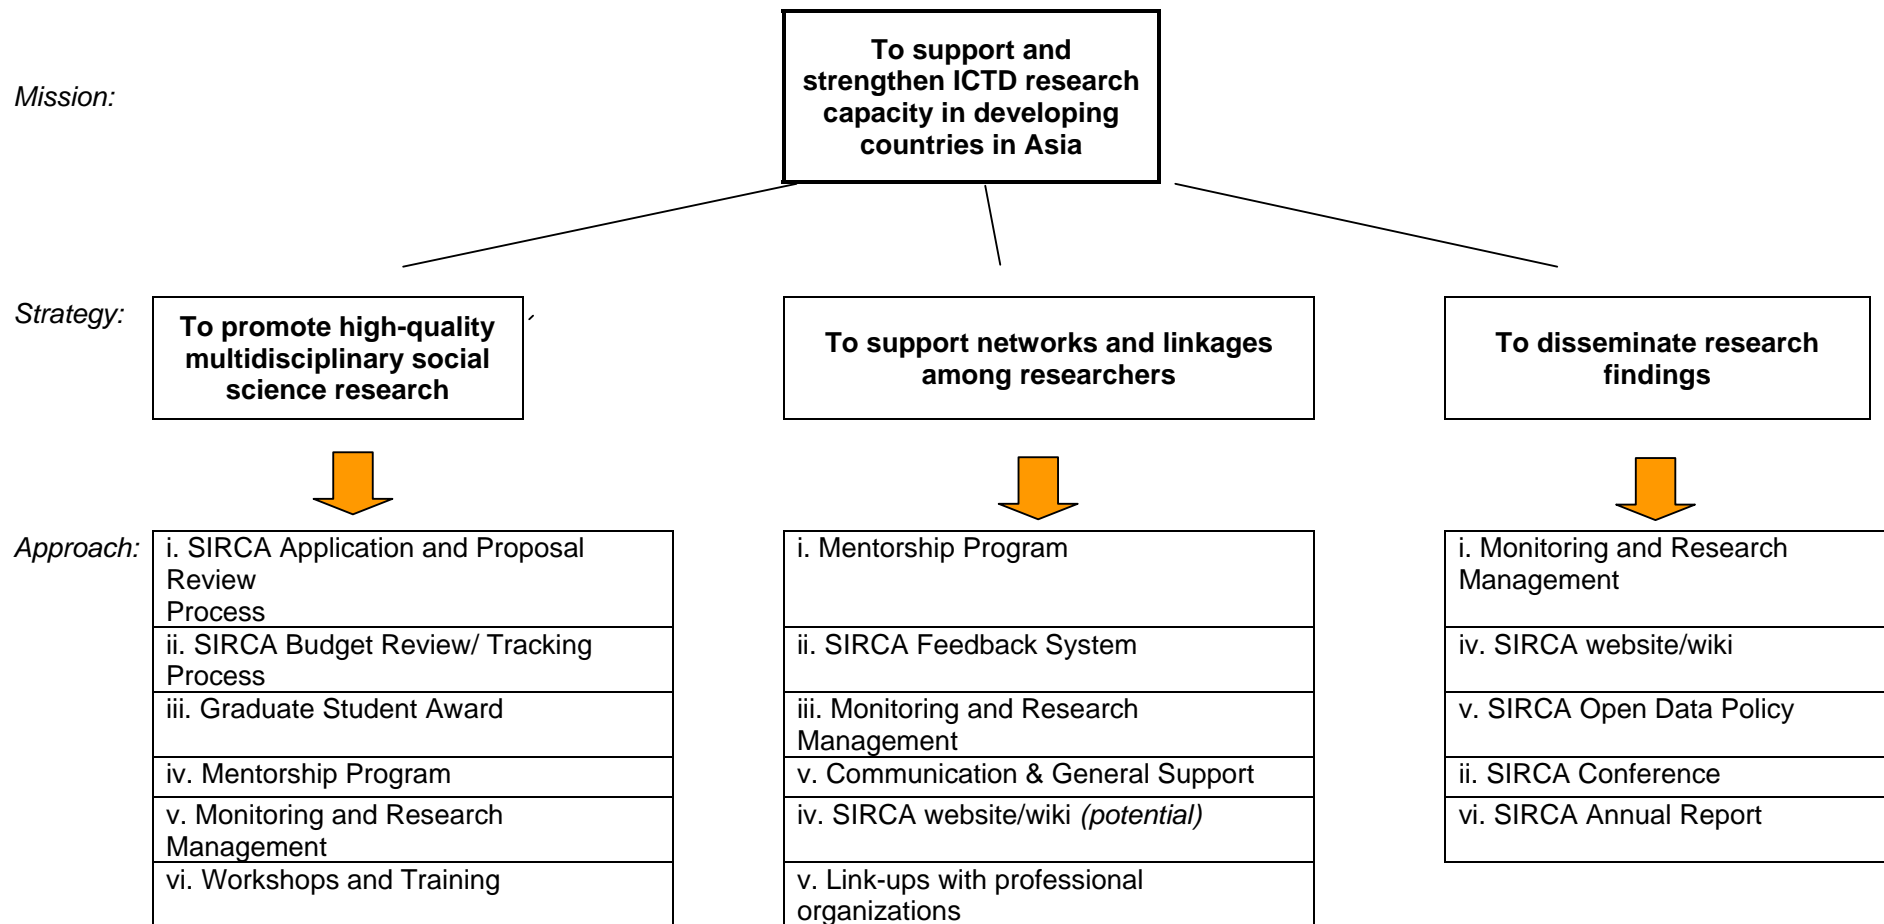 Mission:
To support and
strengthen ICTD research
capacity in developing
countries in Asia
Strategy:
To promote high-quality
multidisciplinary social
science research
To support networks and linkages
among researchers
To disseminate research
findings
Approach:
i. SIRCA Application and Proposal
Review
Process
ii. SIRCA Budget Review/ Tracking
Process
iii. Graduate Student Award
iv. Mentorship Program
v. Monitoring and Research
Management
vi. Workshops and Training
i. Mentorship Program
ii. SIRCA Feedback System
iii. Monitoring and Research
Management
v. Communication & General Support
iv. SIRCA website/wiki (potential)
v. Link-ups with professional
organizations
i. Monitoring and Research
Management
iv. SIRCA website/wiki
v. SIRCA Open Data Policy
ii. SIRCA Conference
vi. SIRCA Annual Report